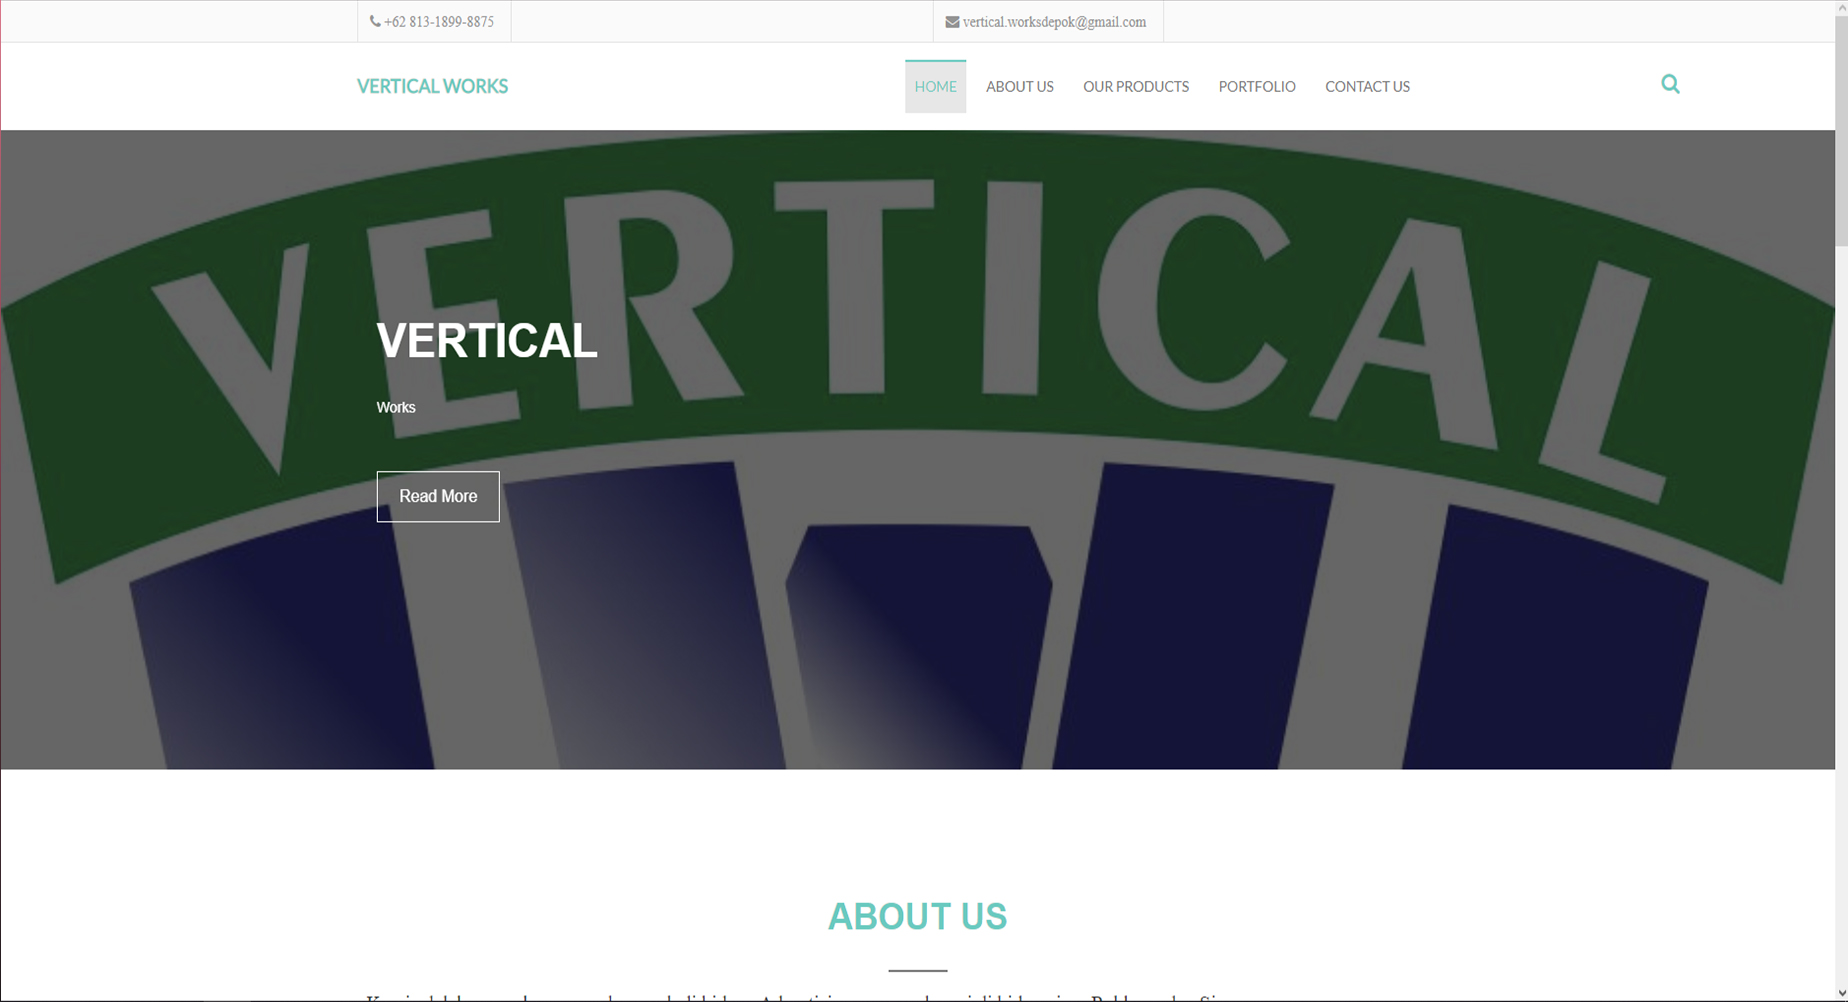 +62 813-1899-8875
vertical.worksdepok@gmail.com
VERTICAL WORKS
HOME
ABOUT US
OUR PRODUCTS
PORTFOLIO
CONTACT US
VERTICAL
VERTICAL
Works
Read More
ABOUT US